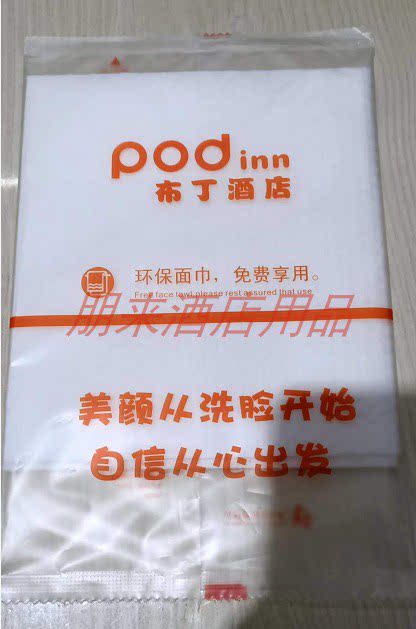 pod inn
布丁酒店
环保面巾，免费享用。
Free face towl,please rest assured that use
朋来酒店用品
美颜从洗脸开始
自信从心出发